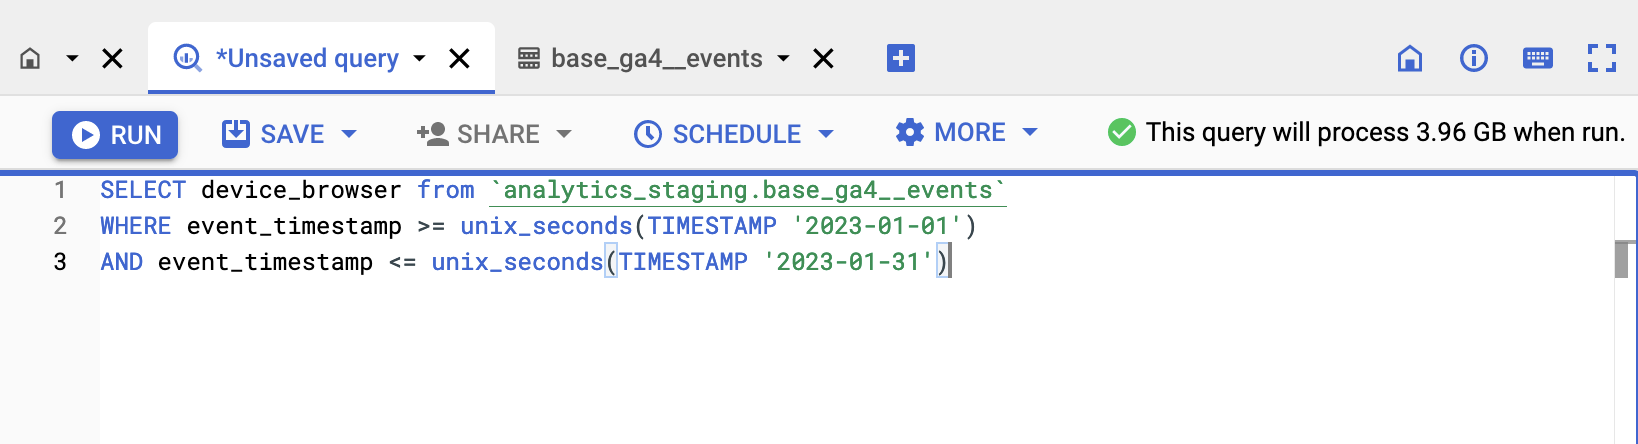 *Unsaved query
base_ga4__events
RUN SAVE SHARE SCHEDULE MORE This query will process 3.96 GB when run.
1 SELECT device_browser from `analytics_staging.base_ga4__events`
2 WHERE event_timestamp >= unix_seconds(TIMESTAMP '2023-01-01')
3 AND event_timestamp <= unix_seconds(TIMESTAMP '2023-01-31')